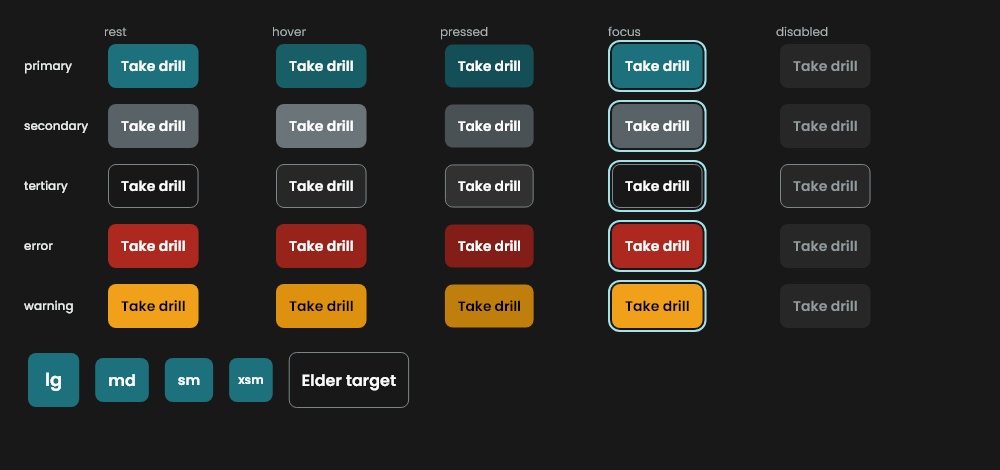 rest hover pressed focus disabled
primary Take drill Take drill Take drill Take drill Take drill
secondary Take drill Take drill Take drill Take drill Take drill
tertiary Take drill Take drill Take drill Take drill Take drill
error Take drill Take drill Take drill Take drill Take drill
warning Take drill Take drill Take drill Take drill Take drill
lg md sm xsm Elder target